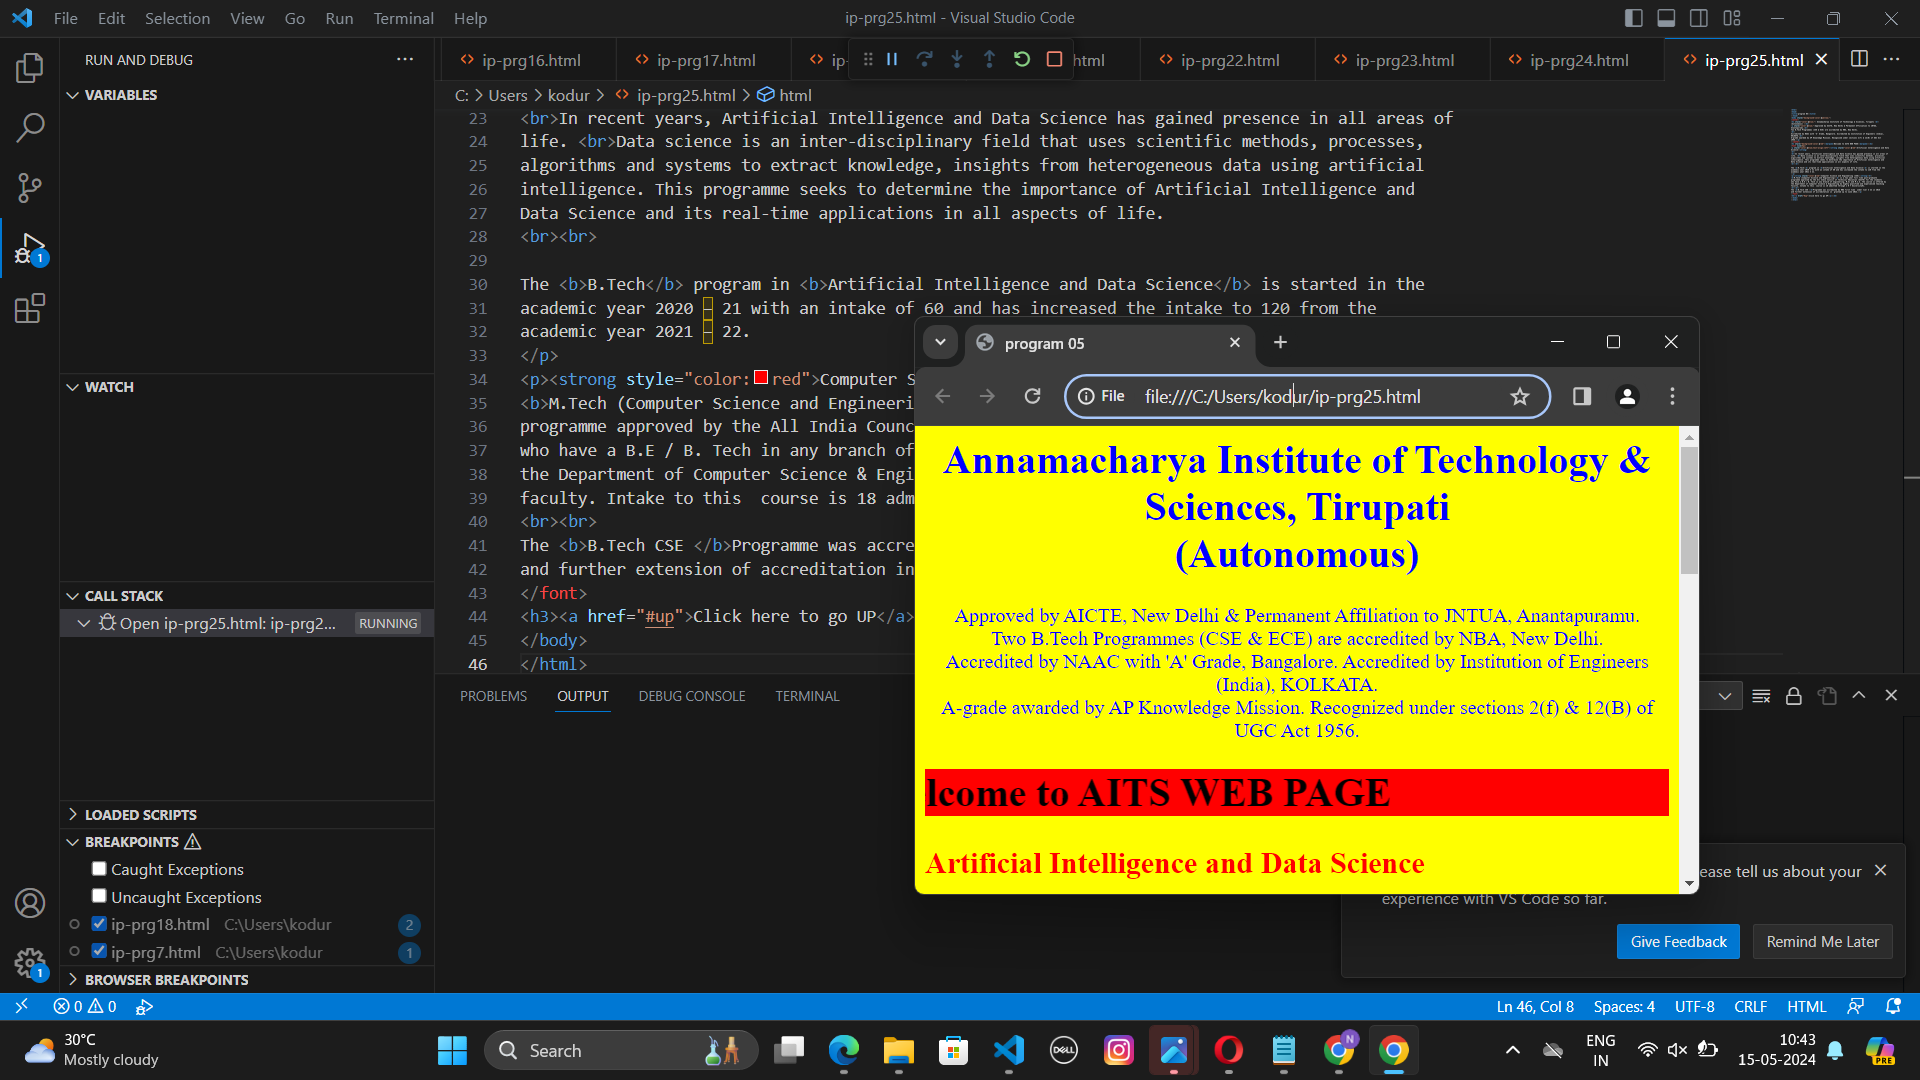 File Edit Selection View Go Run Terminal Help
ip-prg25.html - Visual Studio Code
RUN AND DEBUG
ip-prg16.html
ip-prg17.html
ip-
html
ip-prg22.html
ip-prg23.html
ip-prg24.html
ip-prg25.html
VARIABLES
C: > Users > kodur > ip-prg25.html > html
23 <br>In recent years, Artificial Intelligence and Data Science has gained presence in all areas of
24 life. <br>Data science is an inter-disciplinary field that uses scientific methods, processes,
25 algorithms and systems to extract knowledge, insights from heterogeneous data using artificial
26 intelligence. This programme seeks to determine the importance of Artificial Intelligence and
27 Data Science and its real-time applications in all aspects of life.
28 <br><br>
29
30 The <b>B.Tech</b> program in <b>Artificial Intelligence and Data Science</b> is started in the
31 academic year 2020 – 21 with an intake of 60 and has increased the intake to 120 from the
32 academic year 2021 – 22.
33 </p>
34 <p><strong style="color:red">Computer S
35 <b>M.Tech (Computer Science and Engineeri
36 programme approved by the All India Counc
37 who have a B.E / B. Tech in any branch of
38 the Department of Computer Science & Engi
39 faculty. Intake to this  course is 18 adm
40 <br><br>
41 The <b>B.Tech CSE </b>Programme was accre
42 and further extension of accreditation in
43 </font>
44 <h3><a href="#up">Click here to go UP</a>
45 </body>
46 </html>
WATCH
CALL STACK
Open ip-prg25.html: ip-prg2... RUNNING
LOADED SCRIPTS
BREAKPOINTS
Caught Exceptions
Uncaught Exceptions
ip-prg18.html C:\Users\kodur 2
ip-prg7.html C:\Users\kodur 1
BROWSER BREAKPOINTS
1
1
PROBLEMS OUTPUT DEBUG CONSOLE TERMINAL
program 05
File file:///C:/Users/kodur/ip-prg25.html
Annamacharya Institute of Technology &
Sciences, Tirupati
(Autonomous)
Approved by AICTE, New Delhi & Permanent Affiliation to JNTUA, Anantapuramu.
Two B.Tech Programmes (CSE & ECE) are accredited by NBA, New Delhi.
Accredited by NAAC with 'A' Grade, Bangalore. Accredited by Institution of Engineers
(India), KOLKATA.
A-grade awarded by AP Knowledge Mission. Recognized under sections 2(f) & 12(B) of
UGC Act 1956.
lcome to AITS WEB PAGE
Artificial Intelligence and Data Science
ease tell us about your
experience with VS Code so far.
Give Feedback
Remind Me Later
0 0
Ln 46, Col 8 Spaces: 4 UTF-8 CRLF HTML
30°C
Mostly cloudy
Search
DELL
N
ENG
IN
10:43
15-05-2024
PRE